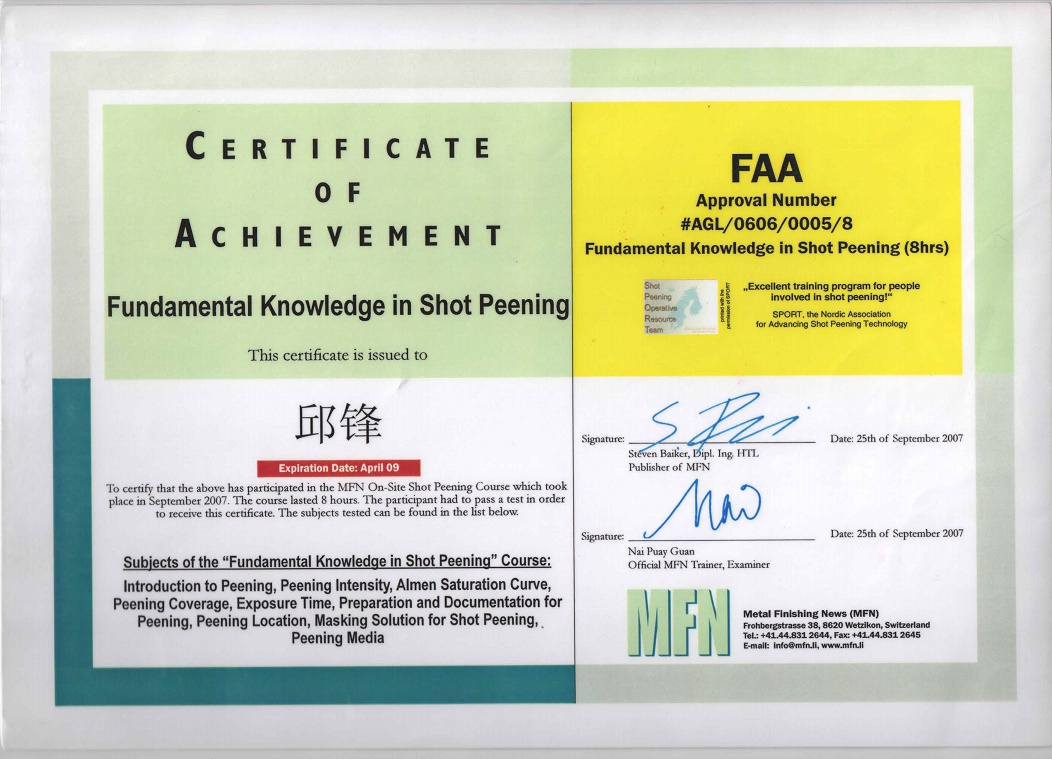 CERTIFICATE
OF
ACHIEVEMENT
Fundamental Knowledge in Shot Peening
This certificate is issued to
邱锋
Expiration Date: April 09
To certify that the above has participated in the MFN On-Site Shot Peening Course which took
place in September 2007. The course lasted 8 hours. The participant had to pass a test in order
to receive this certificate. The subjects tested can be found in the list below.
Subjects of the “Fundamental Knowledge in Shot Peening” Course:
Introduction to Peening, Peening Intensity, Almen Saturation Curve,
Peening Coverage, Exposure Time, Preparation and Documentation for
Peening, Peening Location, Masking Solution for Shot Peening,
Peening Media
FAA
Approval Number
#AGL/0606/0005/8
Fundamental Knowledge in Shot Peening (8hrs)
Shot
Peening
Operative
Resource
Team
printed with the
permission of SPORT
„Excellent training program for people
involved in shot peening!“
SPORT, the Nordic Association
for Advancing Shot Peening Technology
Signature: Date: 25th of September 2007
Steven Baiker, Dipl. Ing. HTL
Publisher of MFN
Signature: Date: 25th of September 2007
Nai Puay Guan
Official MFN Trainer, Examiner
MFN
Metal Finishing News (MFN)
Frohbergstrasse 38, 8620 Wetzikon, Switzerland
Tel.: +41.44.831 2644, Fax: +41.44.831 2645
E-mail: info@mfn.li, www.mfn.li